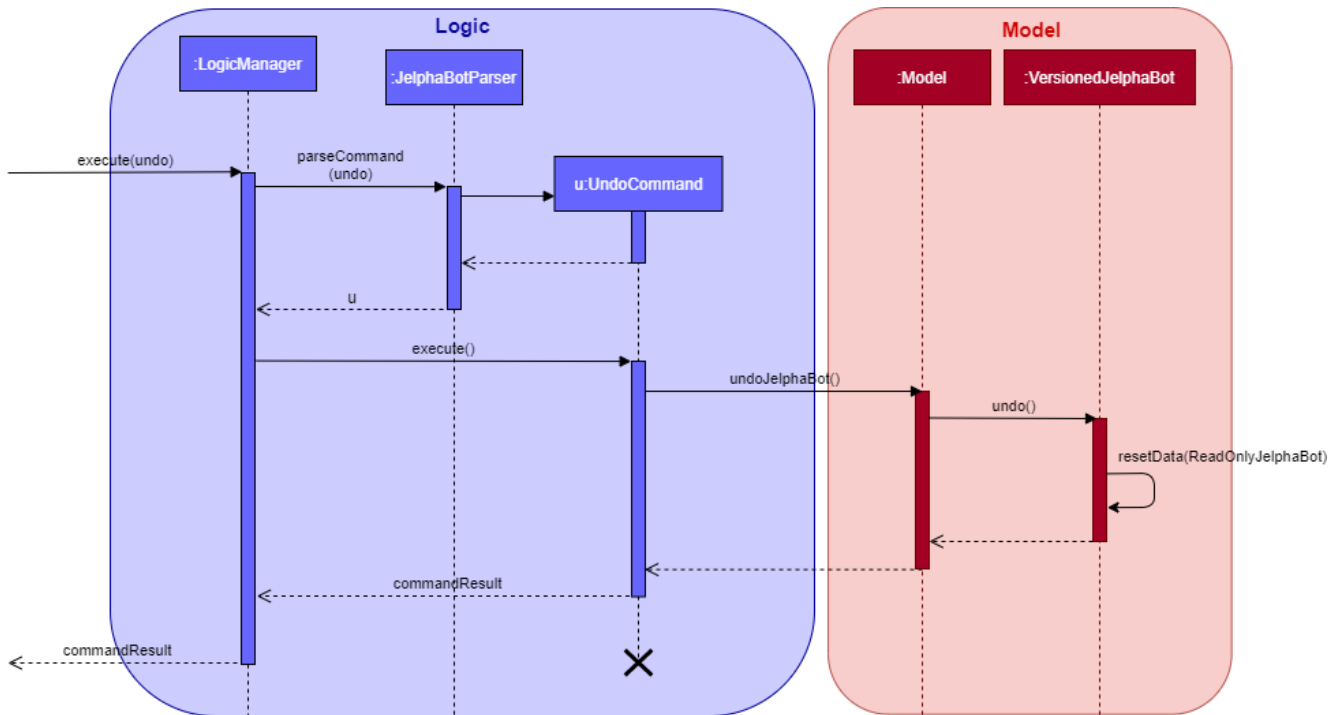 Logic
Model
:LogicManager
:JelphaBotParser
:Model
:VersionedJelphaBot
execute(undo)
parseCommand
(undo)
u:UndoCommand
u
execute()
undoJelphaBot()
undo()
resetData(ReadOnlyJelphaBot)
commandResult
commandResult